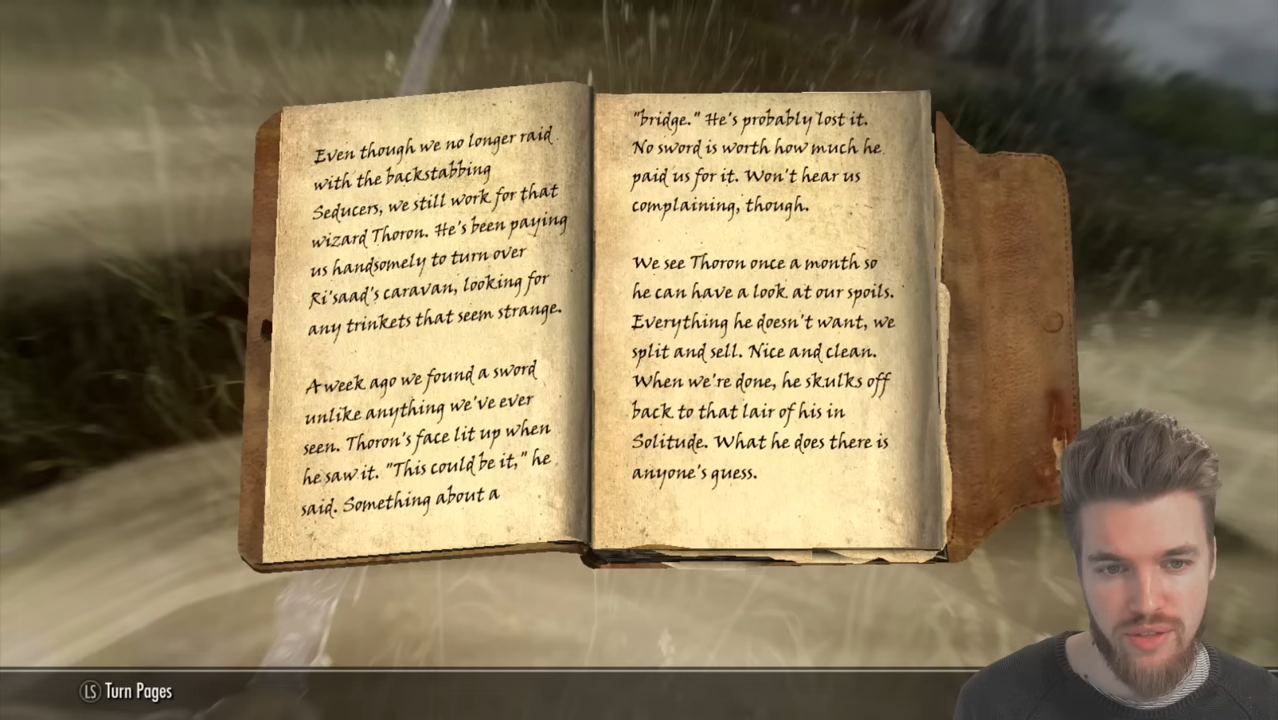 Even though we no longer raid
with the backstabbing
Seducers, we still work for that
wizard Thoron. He's been paying
us handsomely to turn over
Ri'saad's caravan, looking for
any trinkets that seem strange.
A week ago we found a sword
unlike anything we've ever
seen. Thoron's face lit up when
he saw it. "This could be it," he
said. Something about a
"bridge." He's probably lost it.
No sword is worth how much he
paid us for it. Won't hear us
complaining, though.
We see Thoron once a month so
he can have a look at our spoils.
Everything he doesn't want, we
split and sell. Nice and clean.
When we're done, he skulks off
back to that lair of his in
Solitude. What he does there is
anyone's guess.
LS Turn Pages